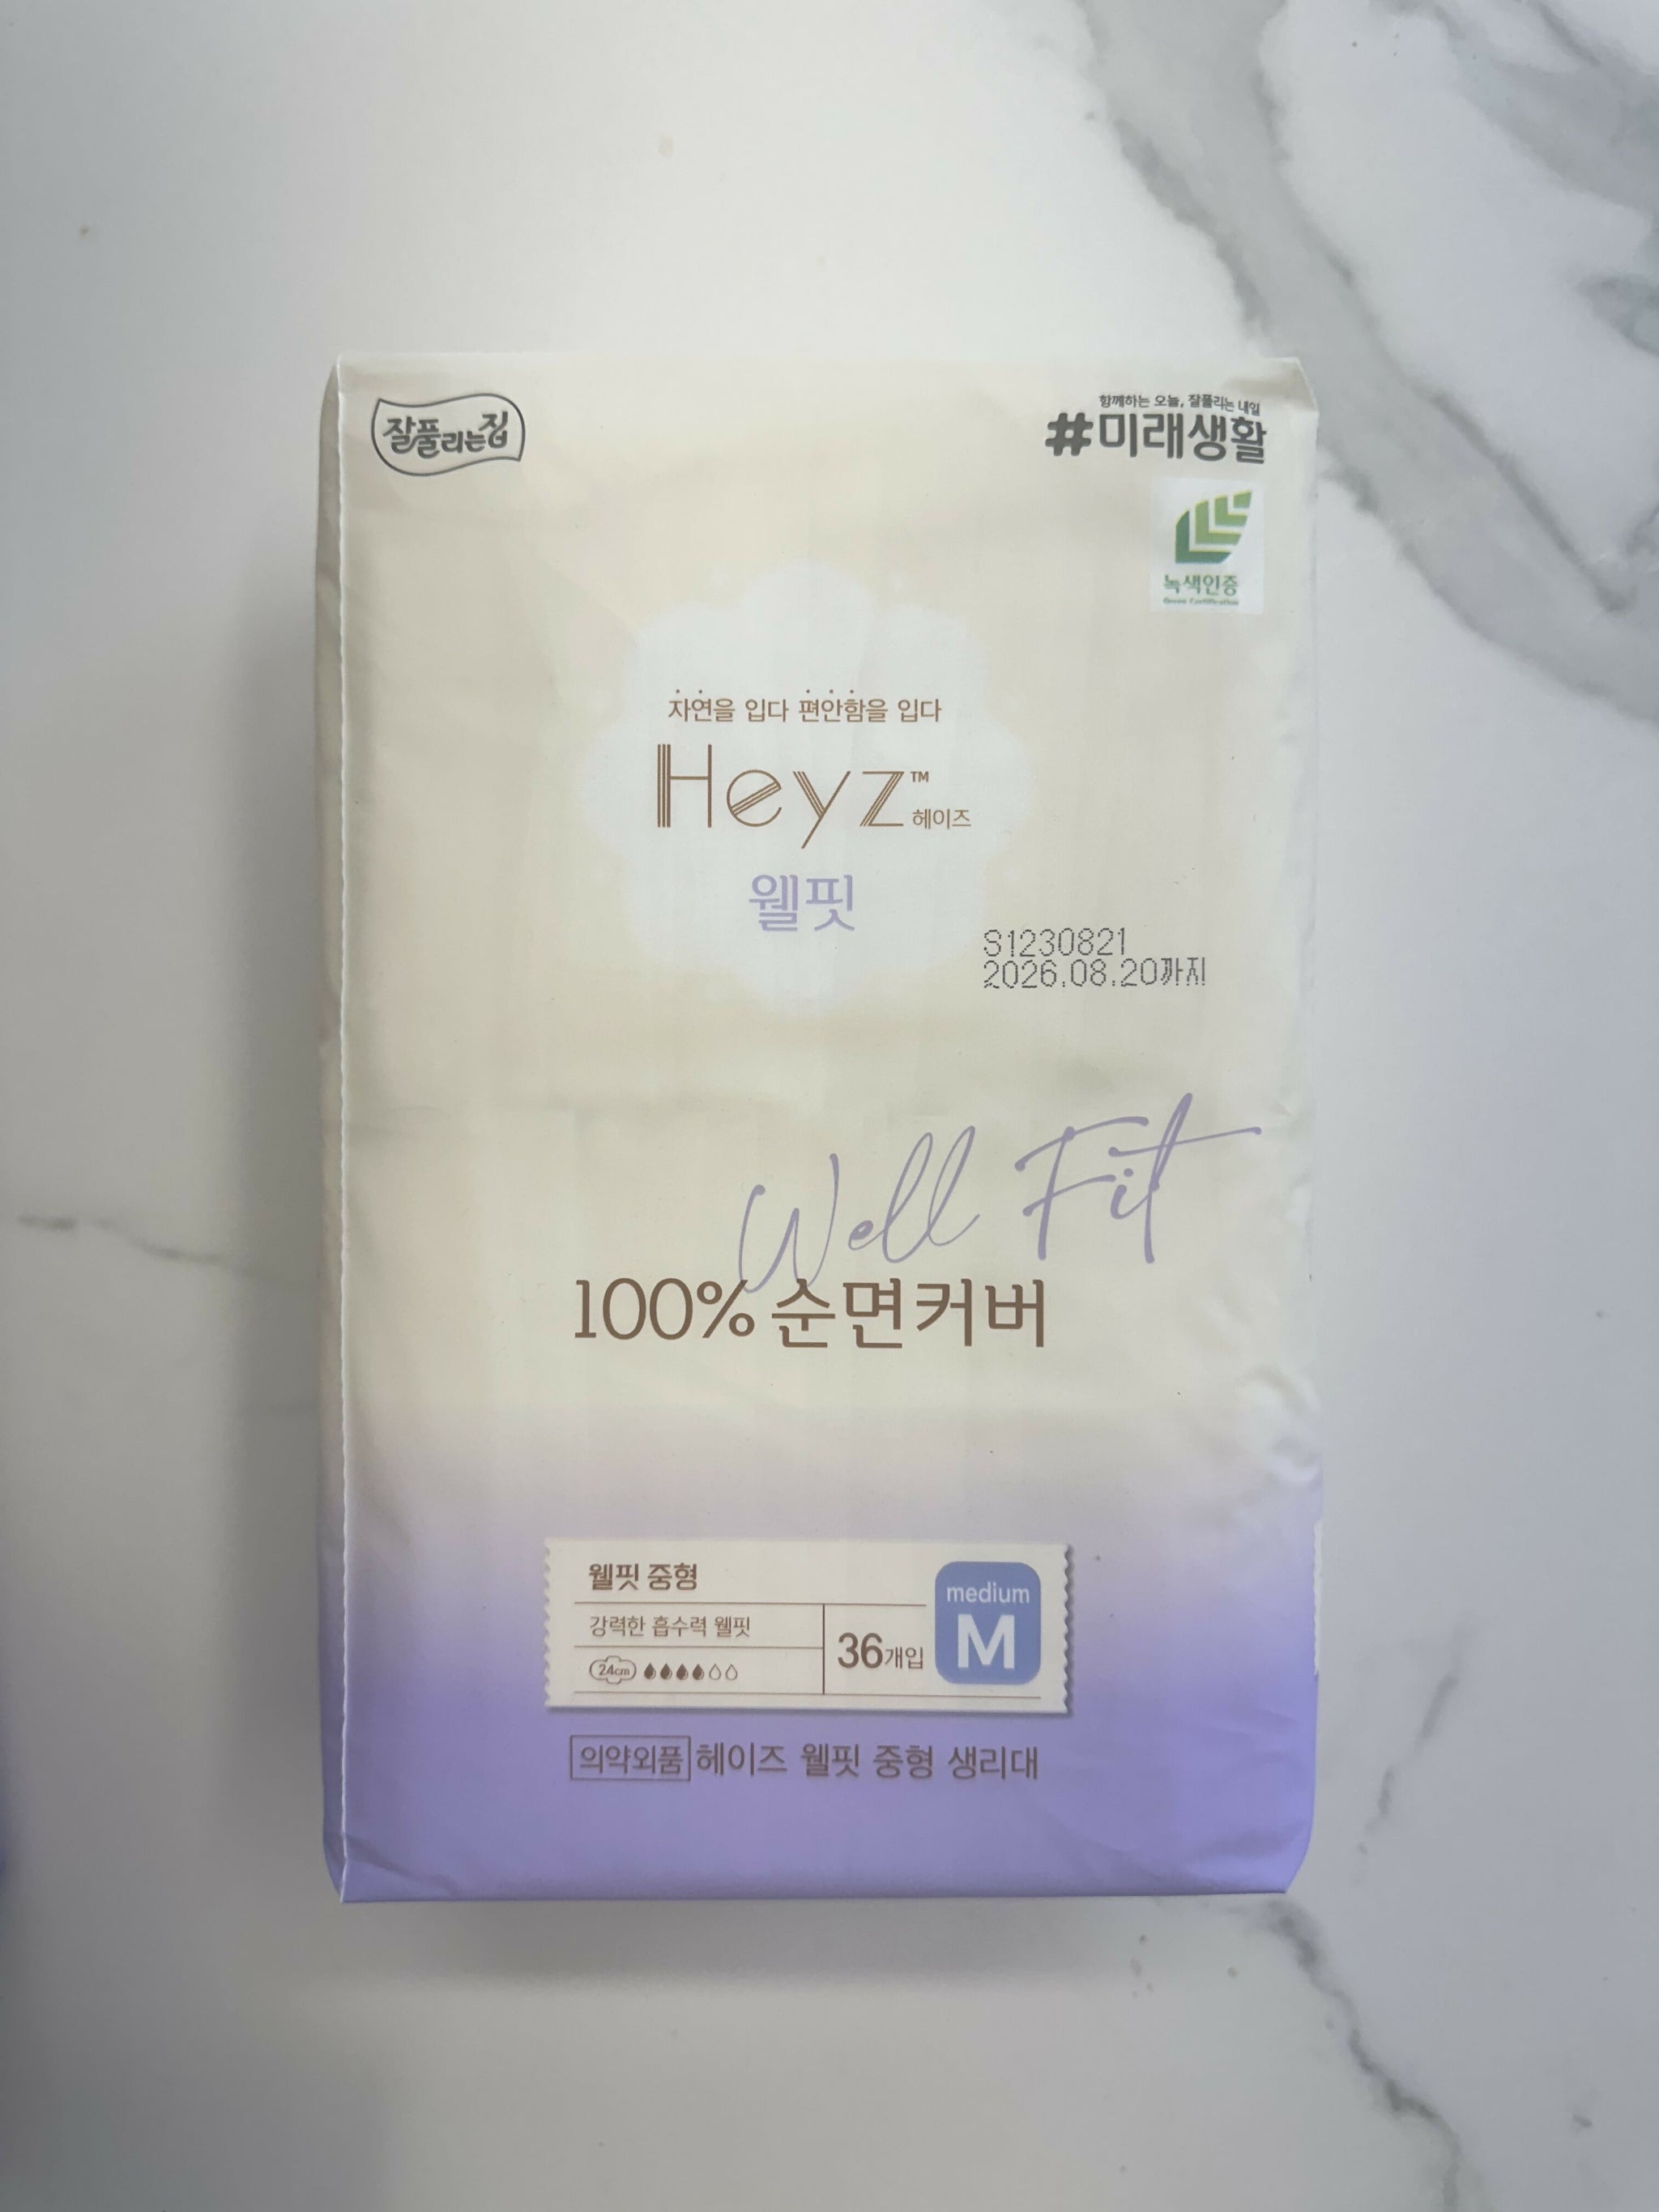 잘풀리는집
함께하는 오늘, 잘풀리는 내일
#미래생활
녹색인증
Green Certification
자연을 입다 편안함을 입다
Heyz™
헤이즈
웰핏
S1230821
2026.08.20까지
Well Fit
100% 순면커버
웰핏 중형
강력한 흡수력 웰핏
24cm
36개입
medium
M
의약외품 헤이즈 웰핏 중형 생리대